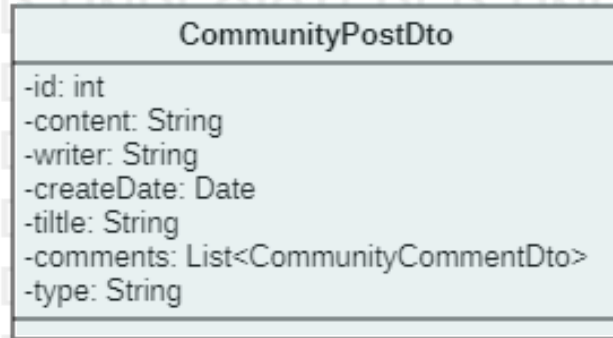 CommunityPostDto
-id: int
-content: String
-writer: String
-createDate: Date
-tiltle: String
-comments: List<CommunityCommentDto>
-type: String